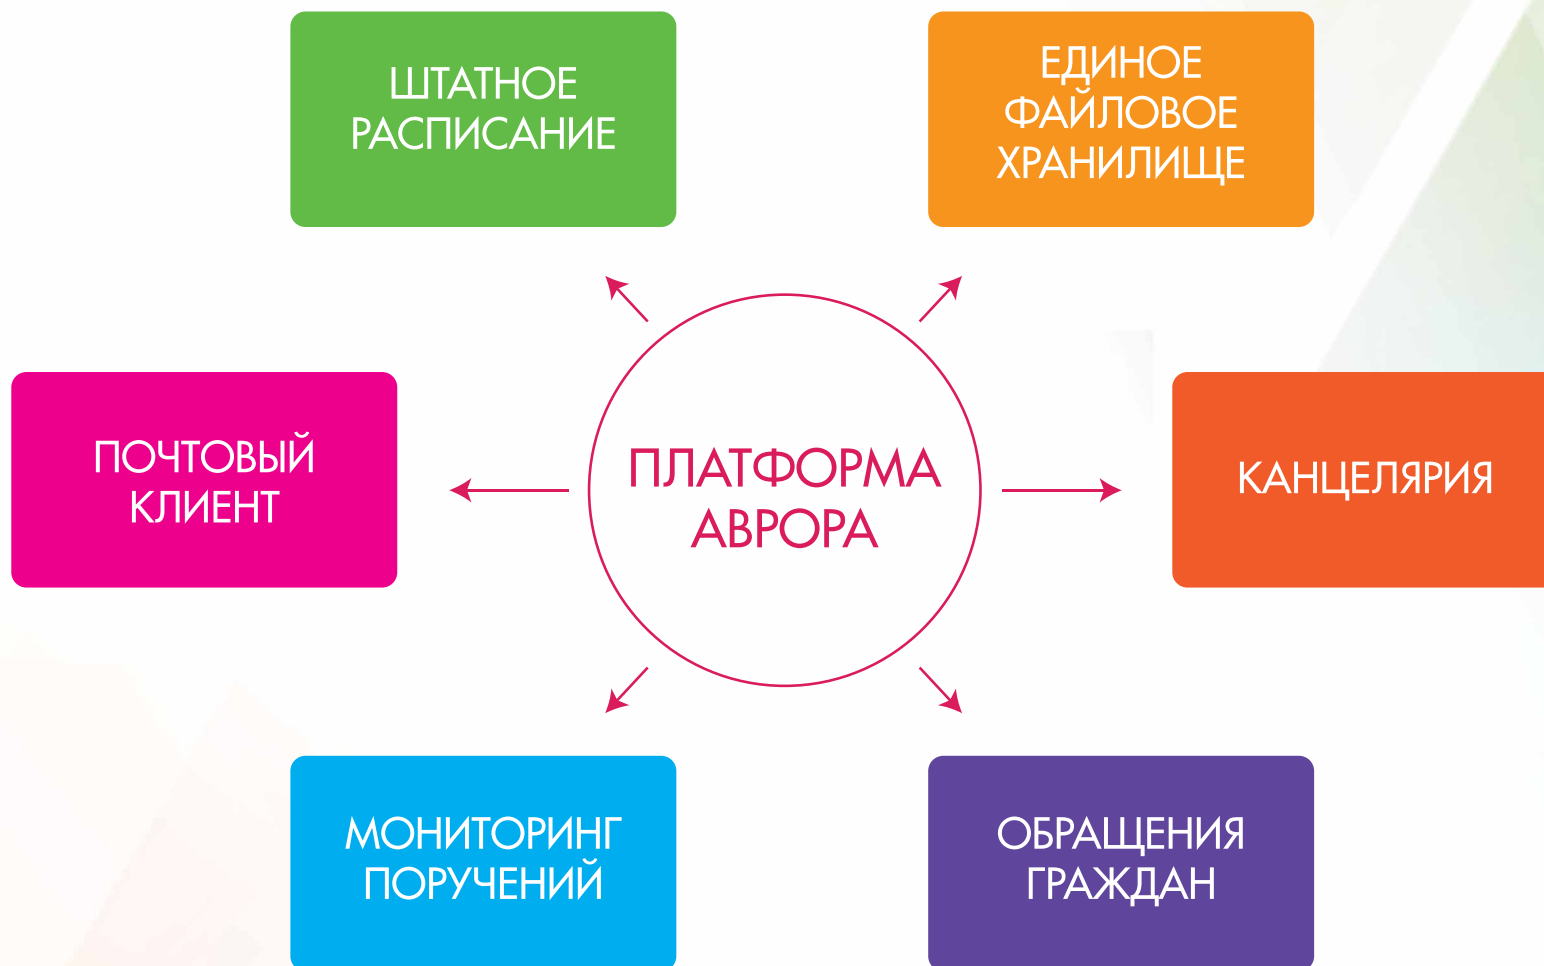 ШТАТНОЕ
РАСПИСАНИЕ
ЕДИНОЕ
ФАЙЛОВОЕ
ХРАНИЛИЩЕ
ПОЧТОВЫЙ
КЛИЕНТ
ПЛАТФОРМА
АВРОРА
КАНЦЕЛЯРИЯ
МОНИТОРИНГ
ПОРУЧЕНИЙ
ОБРАЩЕНИЯ
ГРАЖДАН